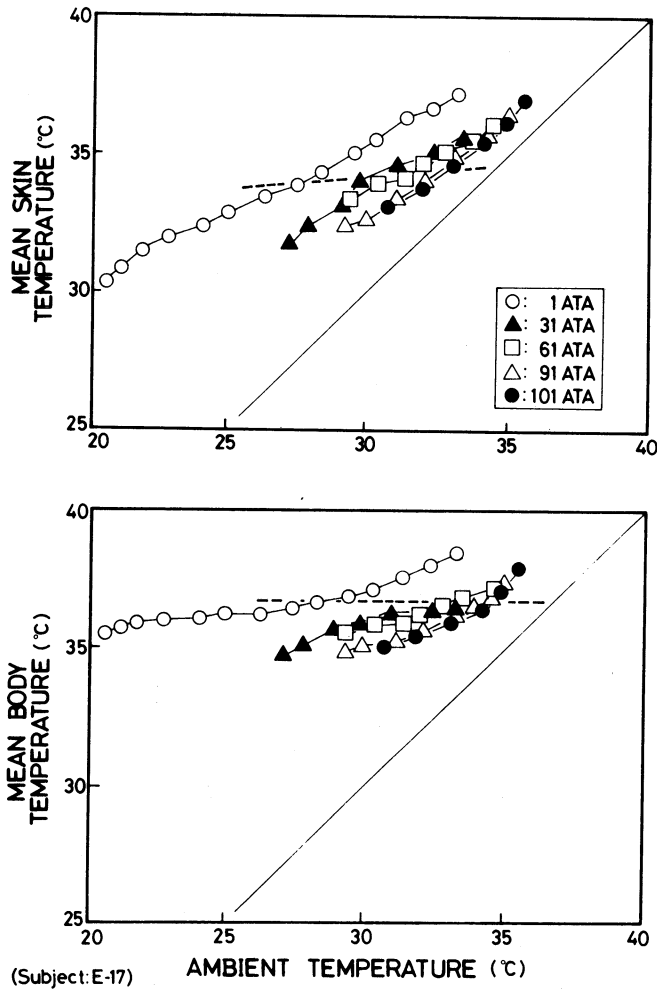 40
35
30
25
20
25
30
35
40
MEAN SKIN
TEMPERATURE (°C)
○: 1 ATA
▲: 31 ATA
□: 61 ATA
△: 91 ATA
●: 101 ATA
40
35
30
25
20
25
30
35
40
MEAN BODY
TEMPERATURE (°C)
AMBIENT TEMPERATURE (°C)
(Subject: E-17)